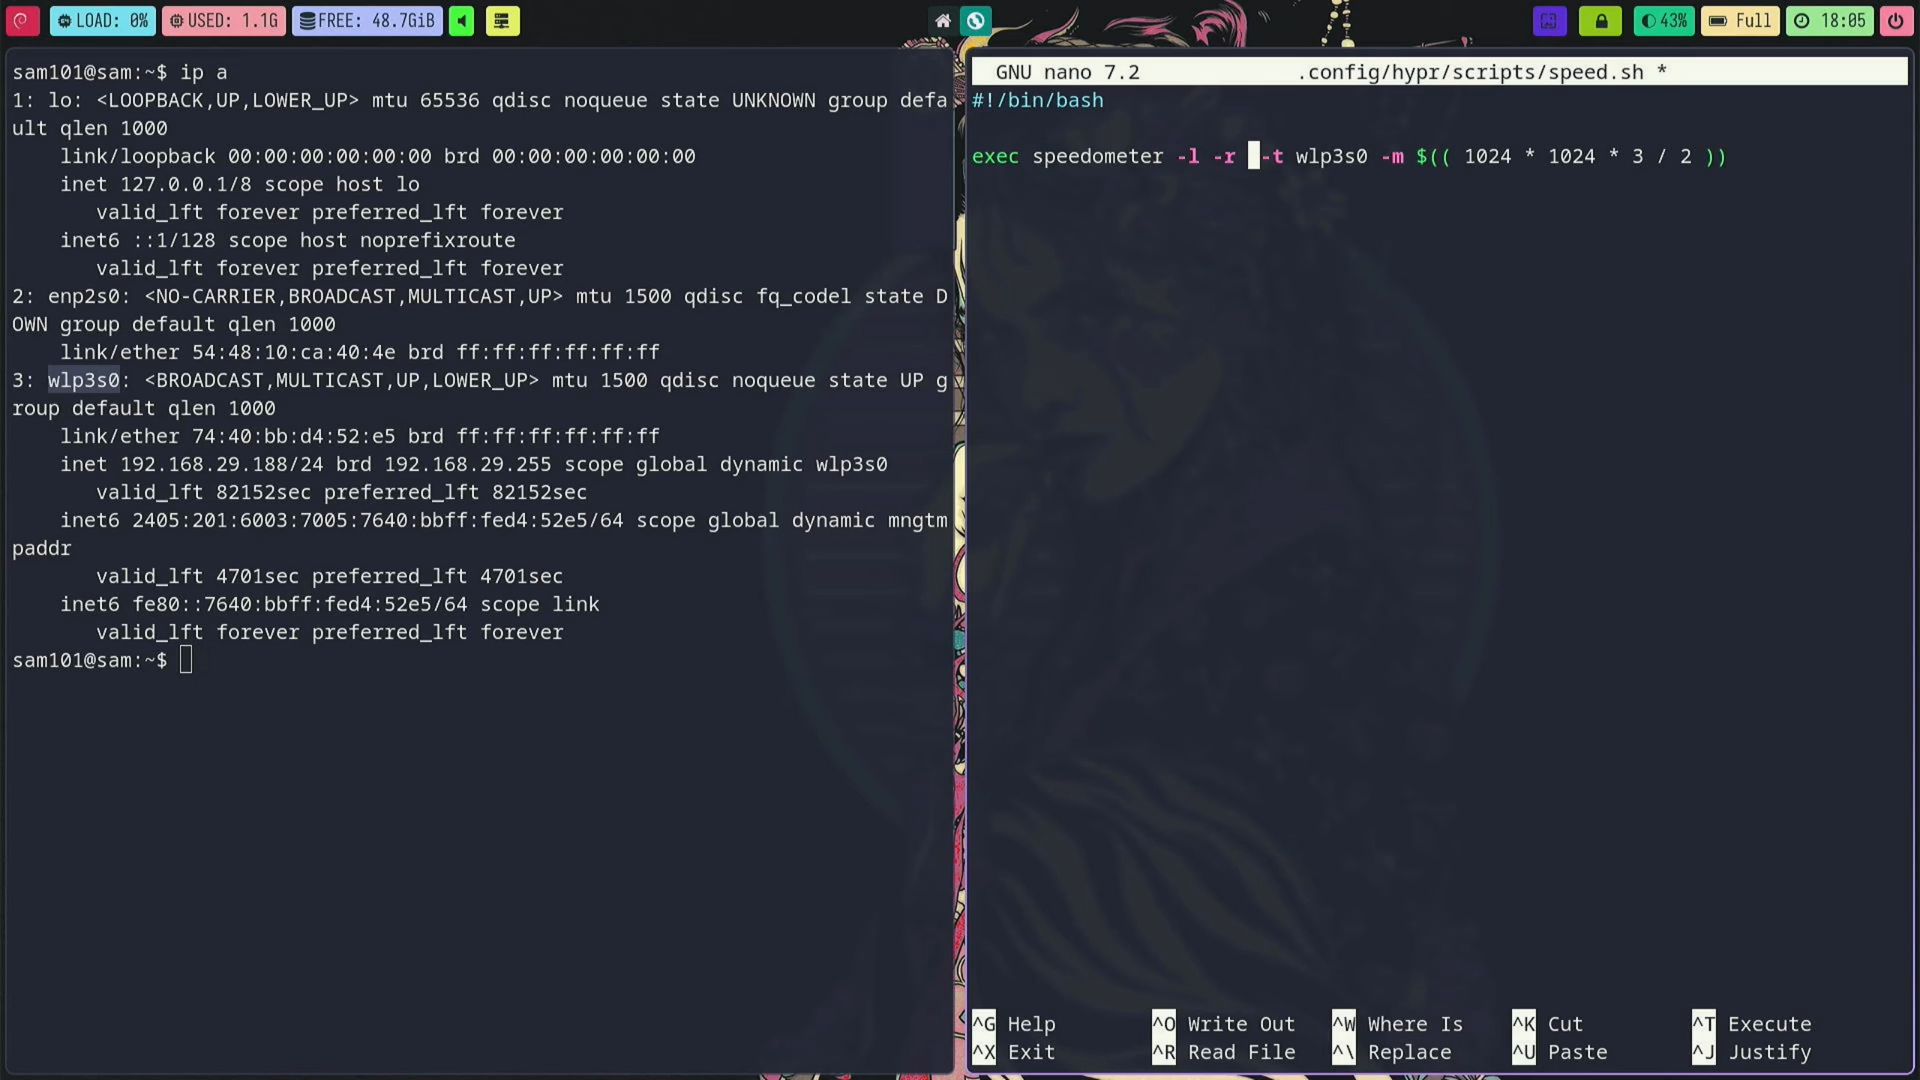 LOAD: 0% USED: 1.1G FREE: 48.7GiB 43% Full 18:05
sam101@sam:~$ ip a
1: lo: <LOOPBACK,UP,LOWER_UP> mtu 65536 qdisc noqueue state UNKNOWN group defa
ult qlen 1000
link/loopback 00:00:00:00:00:00 brd 00:00:00:00:00:00
inet 127.0.0.1/8 scope host lo
valid_lft forever preferred_lft forever
inet6 ::1/128 scope host noprefixroute
valid_lft forever preferred_lft forever
2: enp2s0: <NO-CARRIER,BROADCAST,MULTICAST,UP> mtu 1500 qdisc fq_codel state D
OWN group default qlen 1000
link/ether 54:48:10:ca:40:4e brd ff:ff:ff:ff:ff:ff
3: wlp3s0: <BROADCAST,MULTICAST,UP,LOWER_UP> mtu 1500 qdisc noqueue state UP g
roup default qlen 1000
link/ether 74:40:bb:d4:52:e5 brd ff:ff:ff:ff:ff:ff
inet 192.168.29.188/24 brd 192.168.29.255 scope global dynamic wlp3s0
valid_lft 82152sec preferred_lft 82152sec
inet6 2405:201:6003:7005:7640:bbff:fed4:52e5/64 scope global dynamic mngtm
paddr
valid_lft 4701sec preferred_lft 4701sec
inet6 fe80::7640:bbff:fed4:52e5/64 scope link
valid_lft forever preferred_lft forever
sam101@sam:~$
GNU nano 7.2 .config/hypr/scripts/speed.sh *
#!/bin/bash
exec speedometer -l -r -t wlp3s0 -m $(( 1024 * 1024 * 3 / 2 ))
^G Help ^O Write Out ^W Where Is ^K Cut ^T Execute
^X Exit ^R Read File ^\ Replace ^U Paste ^J Justify